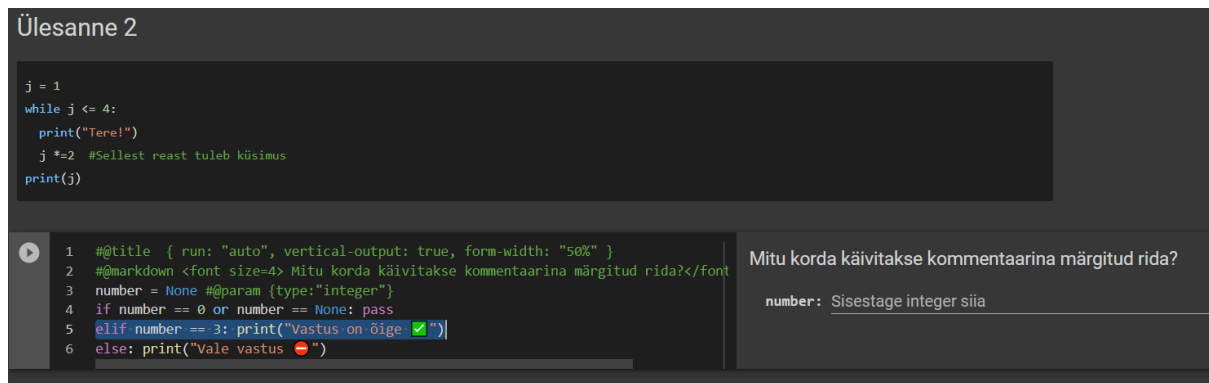 Ülesanne 2
j = 1
while j <= 4:
print("Tere!")
j *=2 #Sellest reast tuleb küsimus
print(j)
1 #@title { run: "auto", vertical-output: true, form-width: "50%" }
2 #@markdown <font size=4> Mitu korda käivitakse kommentaarina märgitud rida?</font
3 number = None #@param {type:"integer"}
4 if number == 0 or number == None: pass
5 elif number == 3: print("Vastus on õige ✅")
6 else: print("Vale vastus ⛔")
Mitu korda käivitakse kommentaarina märgitud rida?
number: Sisestage integer siia